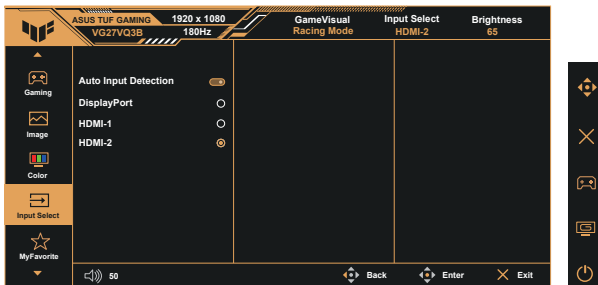 ASUS TUF GAMING 1920 x 1080
VG27VQ3B 180Hz
GameVisual
Racing Mode
Input Select
HDMI-2
Brightness
65
Gaming
Image
Color
Input Select
MyFavorite
Auto Input Detection
DisplayPort
HDMI-1
HDMI-2
50
Back
Enter
Exit